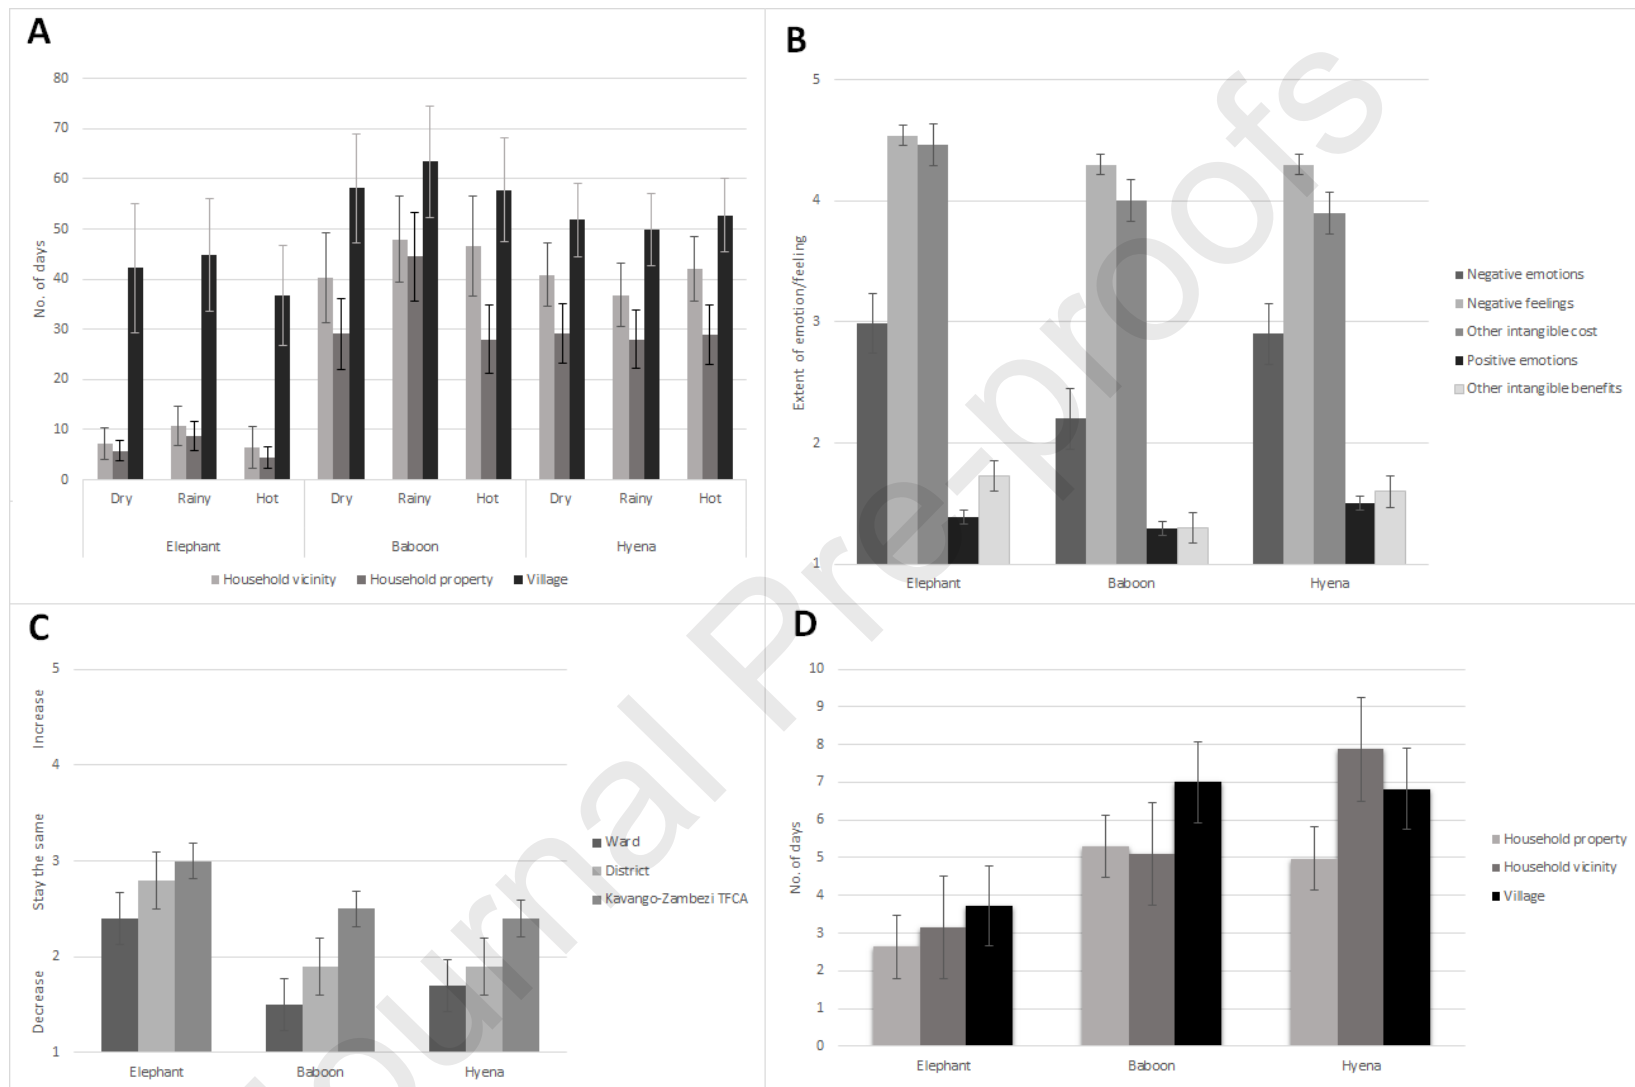 A
80
70
60
50
40
30
20
10
0
No. of days
Dry Rainy Hot Dry Rainy Hot Dry Rainy Hot
Elephant Baboon Hyena
Household vicinity Household property Village
B
5
4
3
2
1
Extent of emotion/feeling
Elephant Baboon Hyena
Negative emotions
Negative feelings
Other intangible cost
Positive emotions
Other intangible benefits
C
5
4
3
2
1
Decrease Stay the same Increase
Elephant Baboon Hyena
Ward
District
Kavango-Zambezi TFCA
D
10
9
8
7
6
5
4
3
2
1
0
No. of days
Elephant Baboon Hyena
Household property
Household vicinity
Village
Journal Pre-proofs